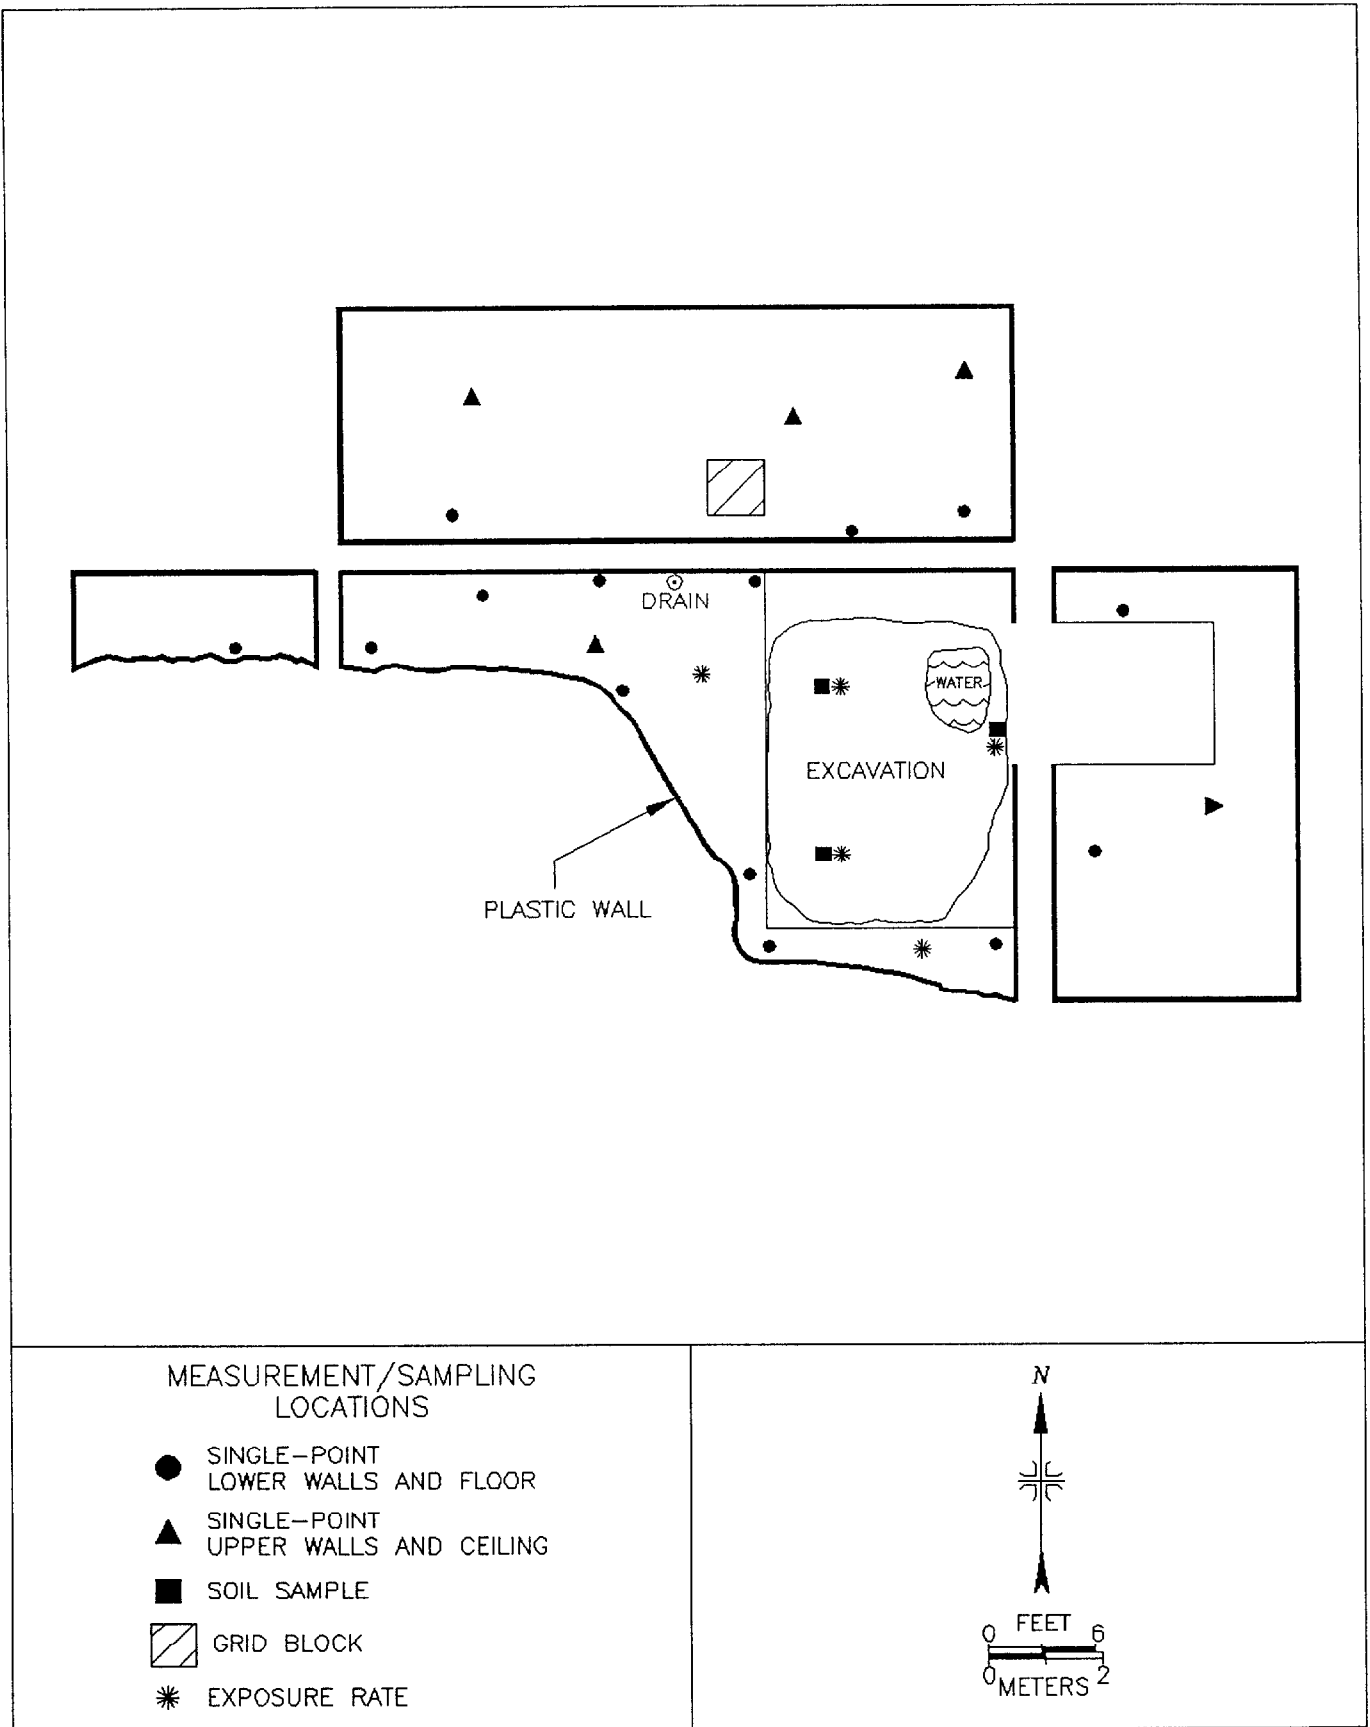 DRAIN
WATER
EXCAVATION
PLASTIC WALL
MEASUREMENT/SAMPLING
LOCATIONS
SINGLE-POINT
LOWER WALLS AND FLOOR
SINGLE-POINT
UPPER WALLS AND CEILING
SOIL SAMPLE
GRID BLOCK
EXPOSURE RATE
N
FEET
0 6
0 METERS 2